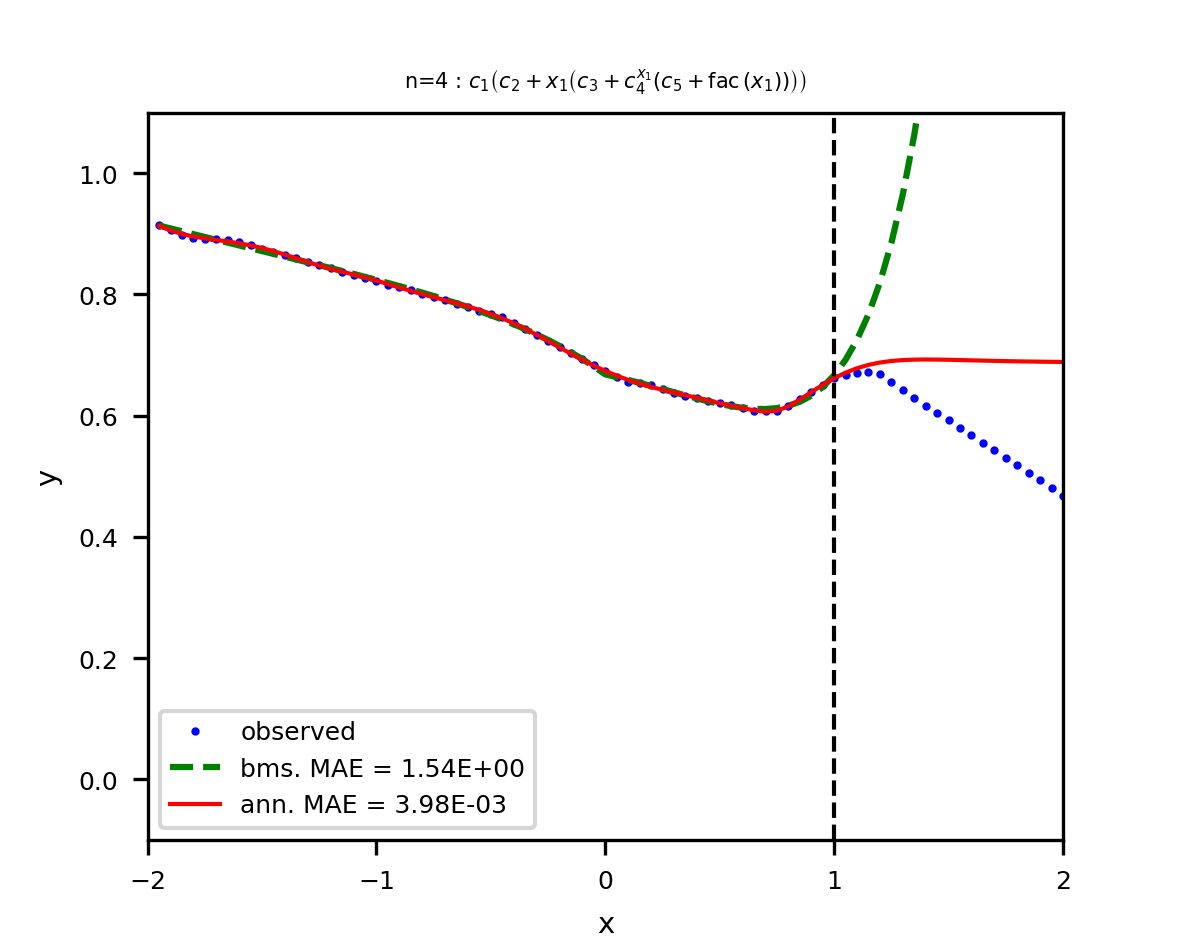 n=4 : c₁(c₂ + x₁(c₃ + c₄^x₁(c₅ + fac (x₁))))
1.0
0.8
0.6
0.4
0.2
0.0
y
observed
bms. MAE = 1.54E+00
ann. MAE = 3.98E-03
−2 −1 0 1 2
x